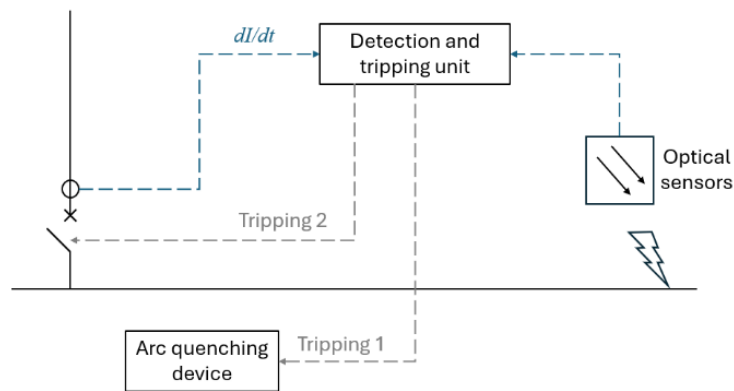 dI/dt
Detection and
tripping unit
Optical
sensors
Tripping 2
Tripping 1
Arc quenching
device